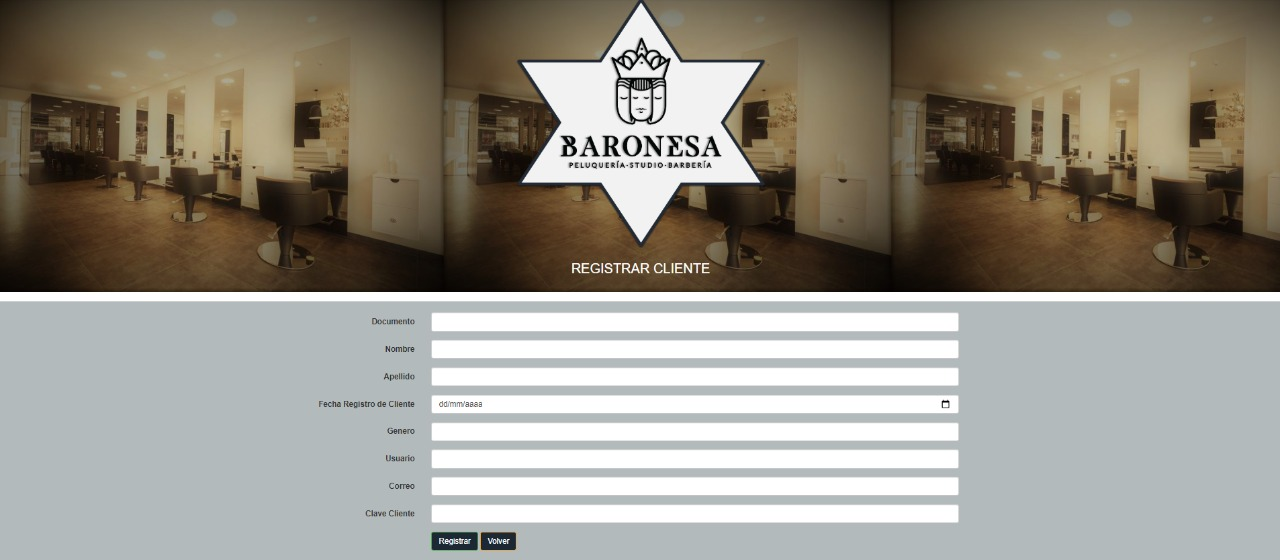 BARONESA
PELUQUERÍA-STUDIO-BARBERÍA
REGISTRAR CLIENTE
Documento
Nombre
Apellido
Fecha Registro de Cliente dd/mm/aaaa
Genero
Usuario
Correo
Clave Cliente
Registrar Volver